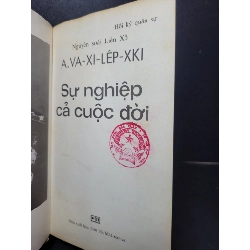 Hồi ký quân sự
Nguyên soái Liên Xô
A.VA-XI-LÉP-XKI
Sự nghiệp
cả cuộc đời